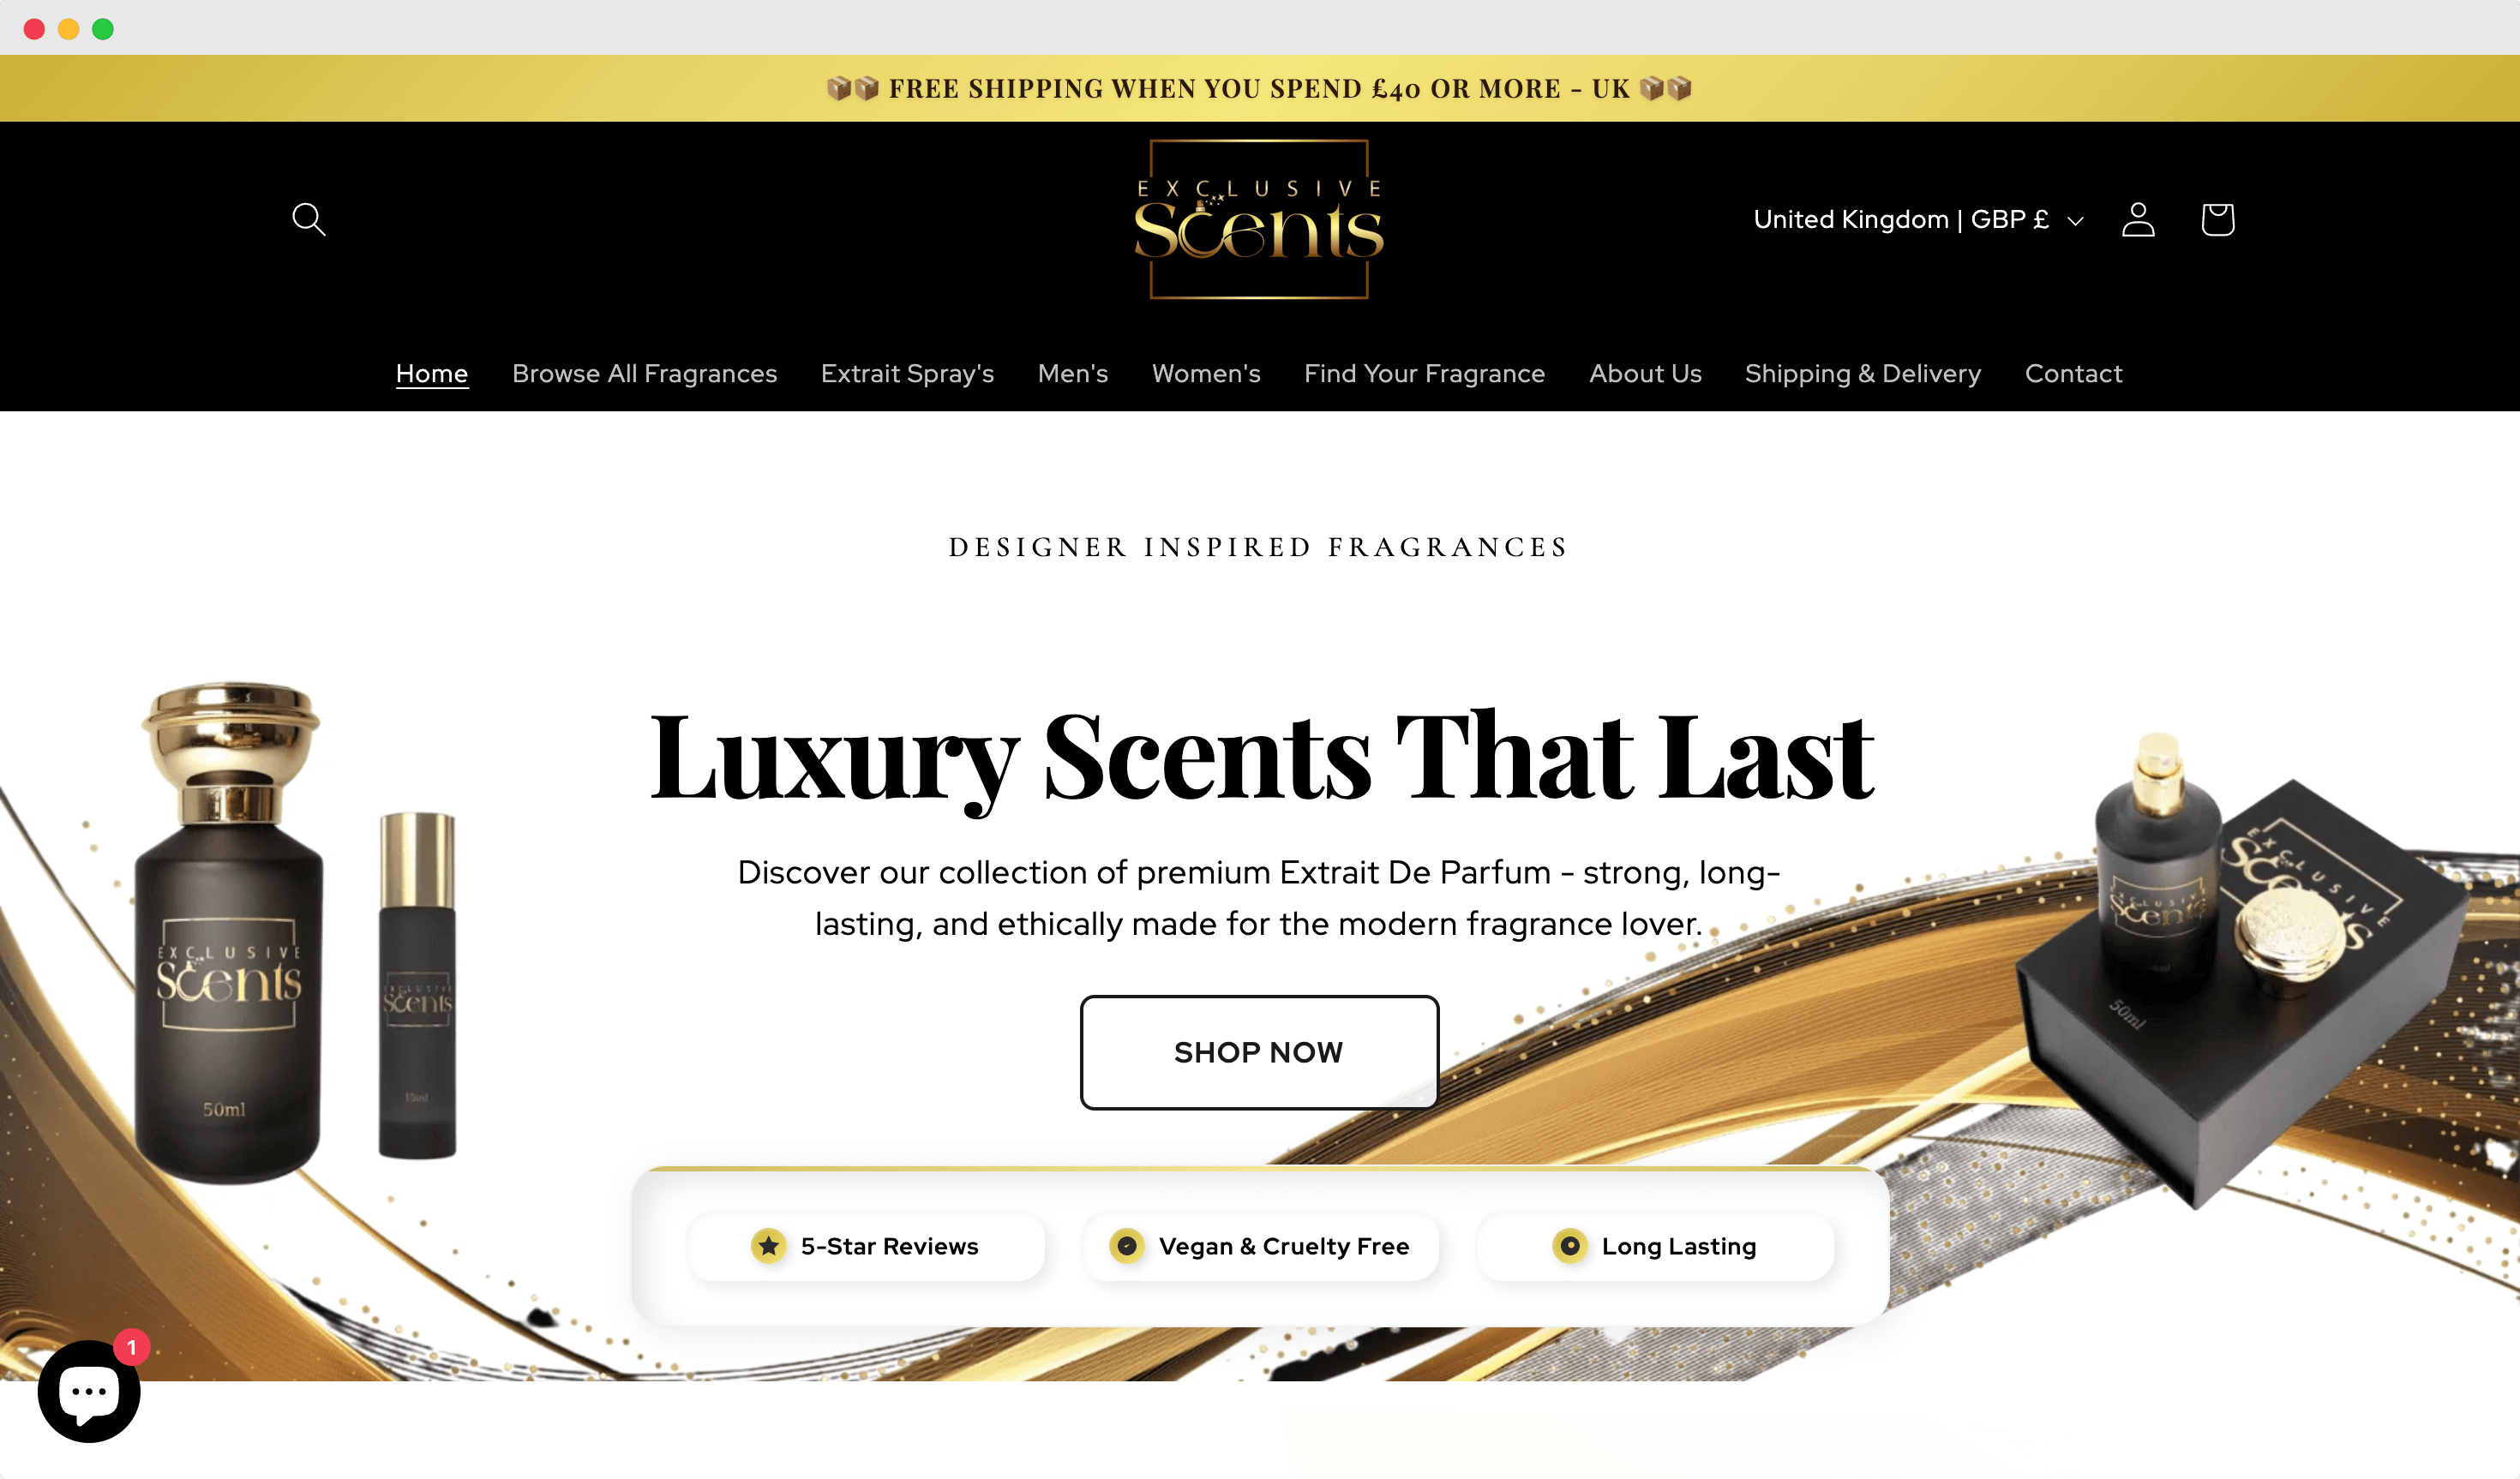 📦📦 FREE SHIPPING WHEN YOU SPEND £40 OR MORE - UK 📦📦
EXCLUSIVE
Scents
United Kingdom | GBP £
Home Browse All Fragrances Extrait Spray's Men's Women's Find Your Fragrance About Us Shipping & Delivery Contact
DESIGNER INSPIRED FRAGRANCES
Luxury Scents That Last
Discover our collection of premium Extrait De Parfum - strong, long-
lasting, and ethically made for the modern fragrance lover.
SHOP NOW
EXCLUSIVE
Scents
50ml
EXCLUSIVE
Scents
10ml
EXCLUSIVE
Scents
EXCLUSIVE
Scents
50ml
5-Star Reviews
Vegan & Cruelty Free
Long Lasting
1